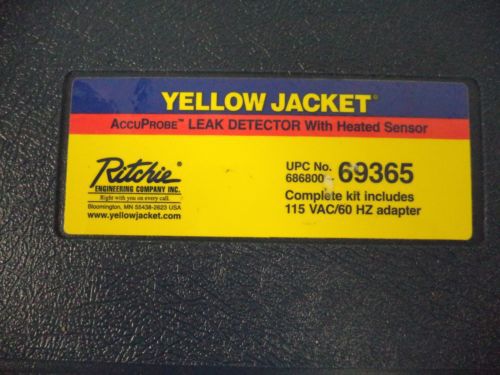 YELLOW JACKET®
ACCUPROBE™ LEAK DETECTOR With Heated Sensor
Ritchie
ENGINEERING COMPANY INC.
Right with you on every call.
Bloomington, MN 55438-2623 USA
www.yellowjacket.com
UPC No.
686800 - 69365
Complete kit includes
115 VAC/60 HZ adapter